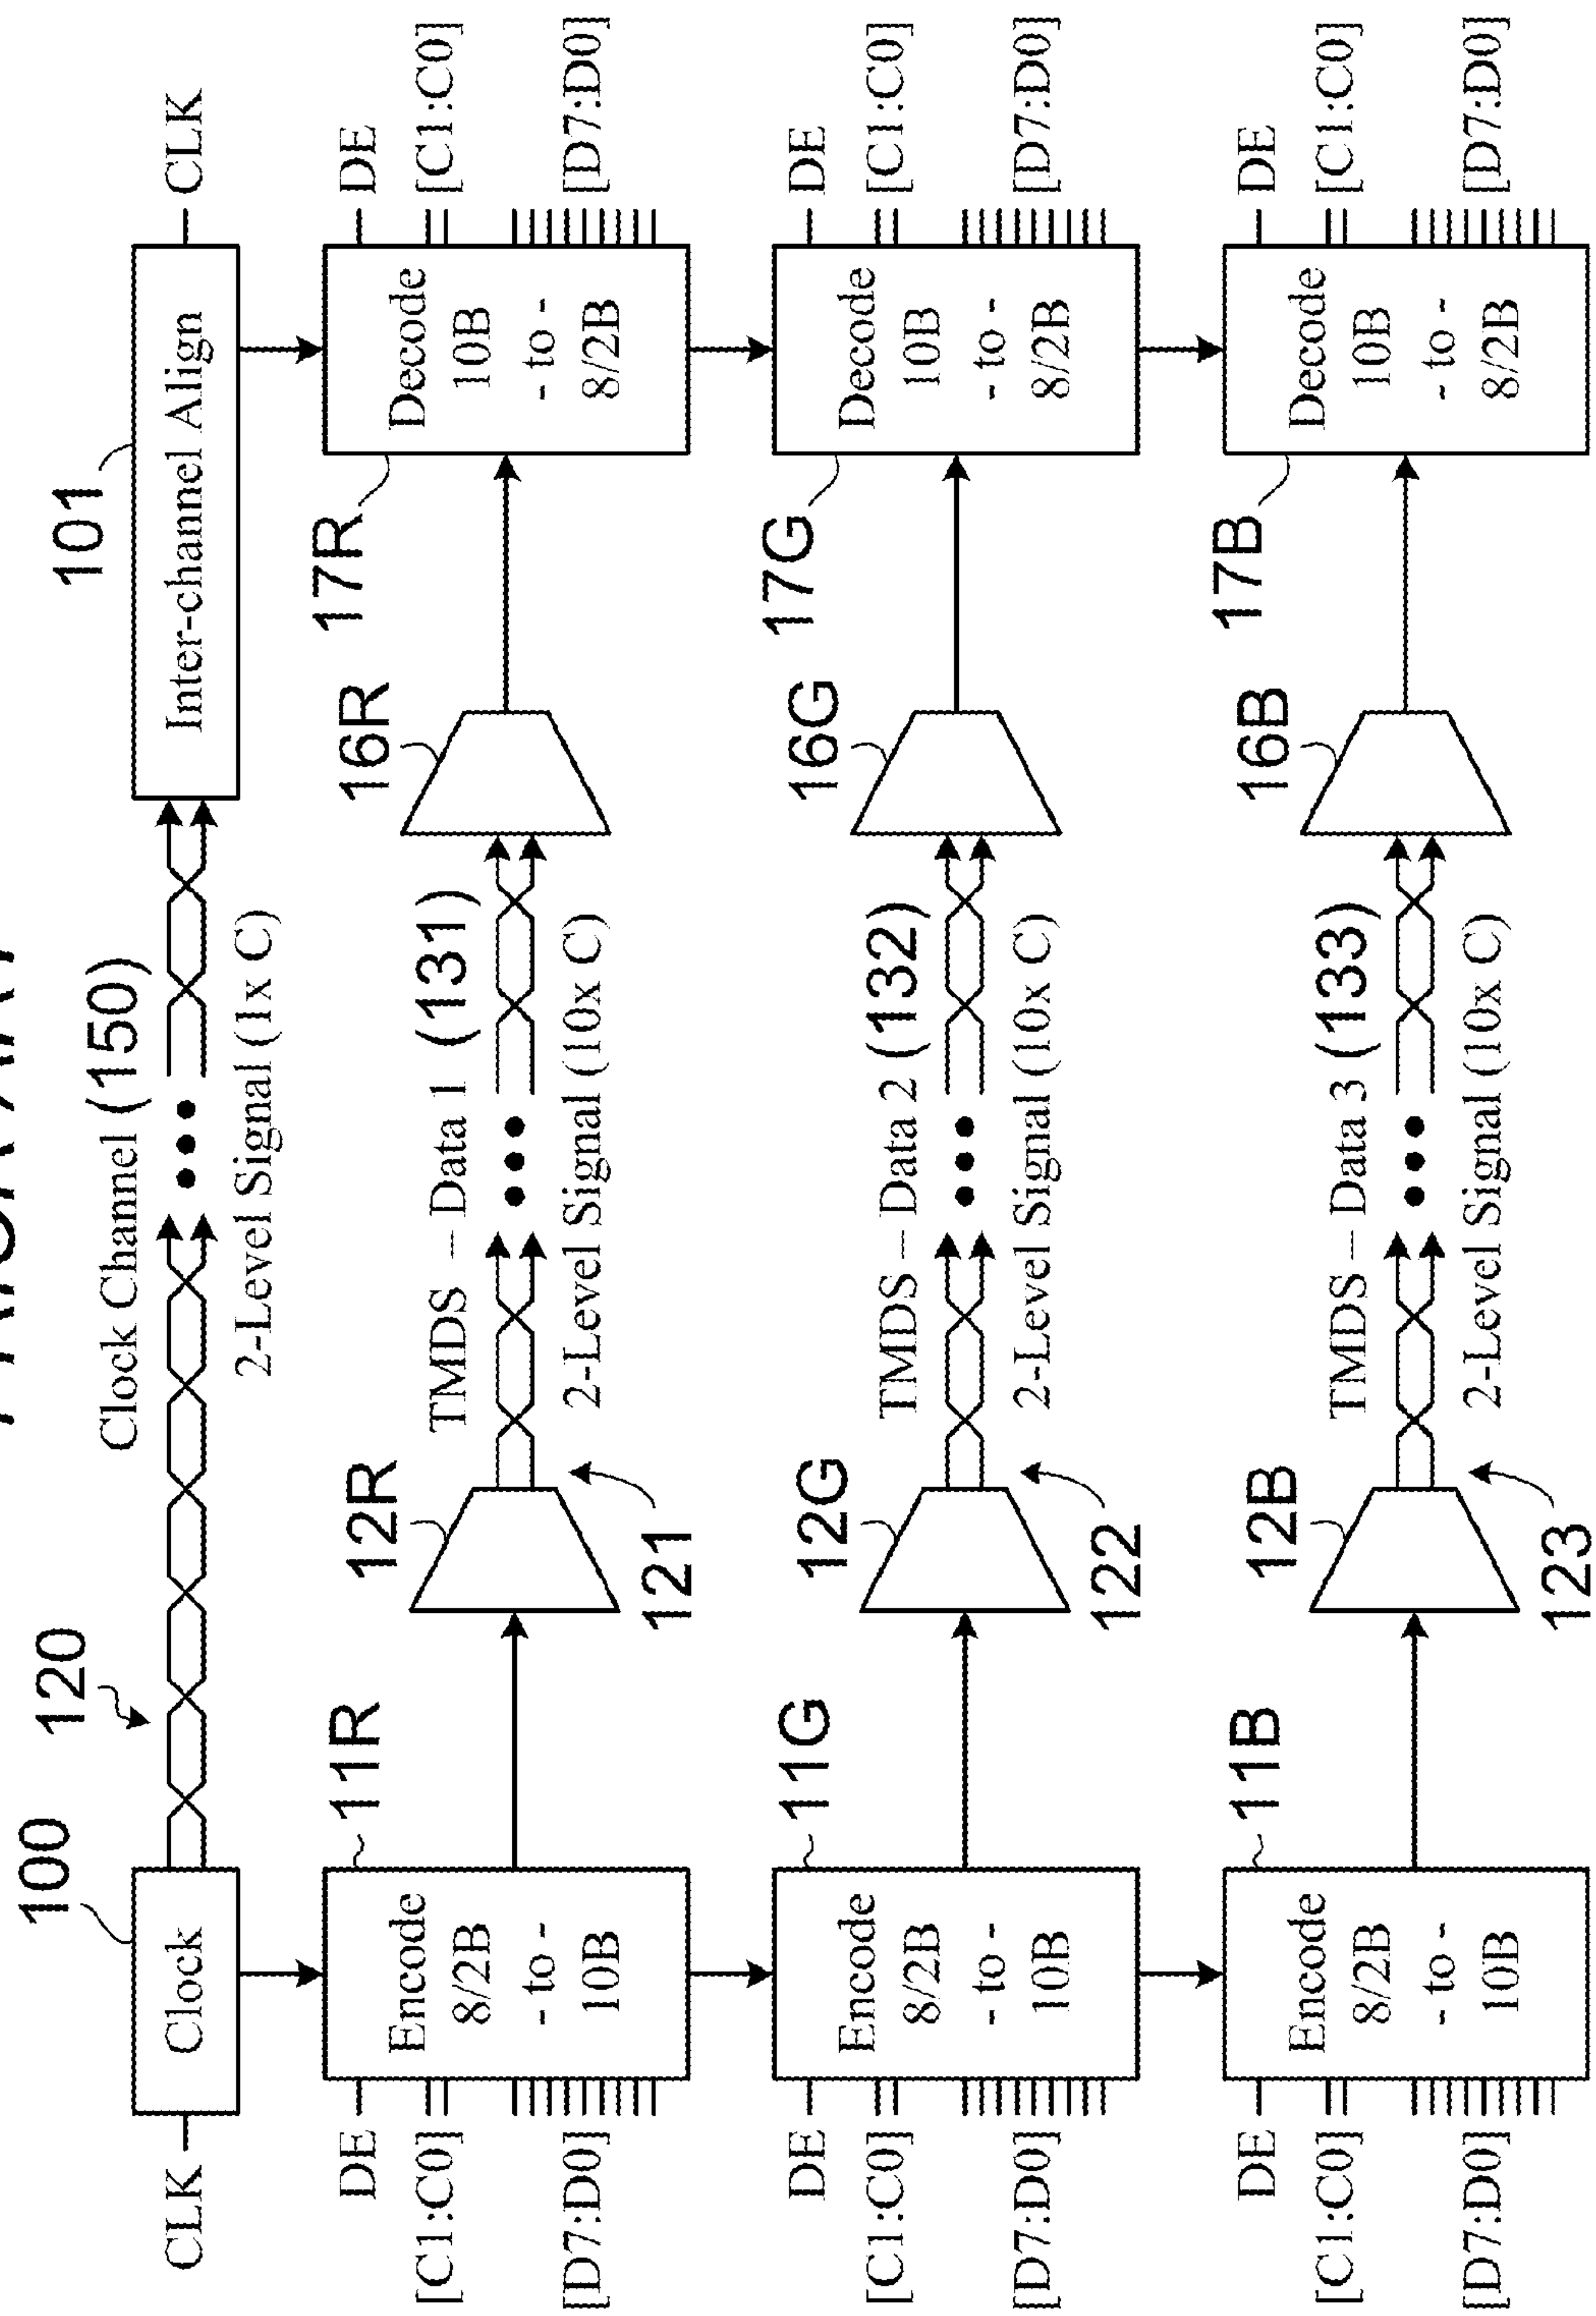 PRIOR ART
100
120
Clock Channel (150)
101
CLK
Clock
2-Level Signal (1x C)
Inter-channel Align
CLK
11R
12R
TMDS – Data 1 (131)
16R
17R
DE
[C1:C0]
[D7:D0]
Encode
8/2B
- to -
10B
121
2-Level Signal (10x C)
Decode
10B
- to -
8/2B
DE
[C1:C0]
[D7:D0]
11G
12G
TMDS – Data 2 (132)
16G
17G
DE
[C1:C0]
[D7:D0]
Encode
8/2B
- to -
10B
122
2-Level Signal (10x C)
Decode
10B
- to -
8/2B
DE
[C1:C0]
[D7:D0]
11B
12B
TMDS – Data 3 (133)
16B
17B
DE
[C1:C0]
[D7:D0]
Encode
8/2B
- to -
10B
123
2-Level Signal (10x C)
Decode
10B
- to -
8/2B
DE
[C1:C0]
[D7:D0]